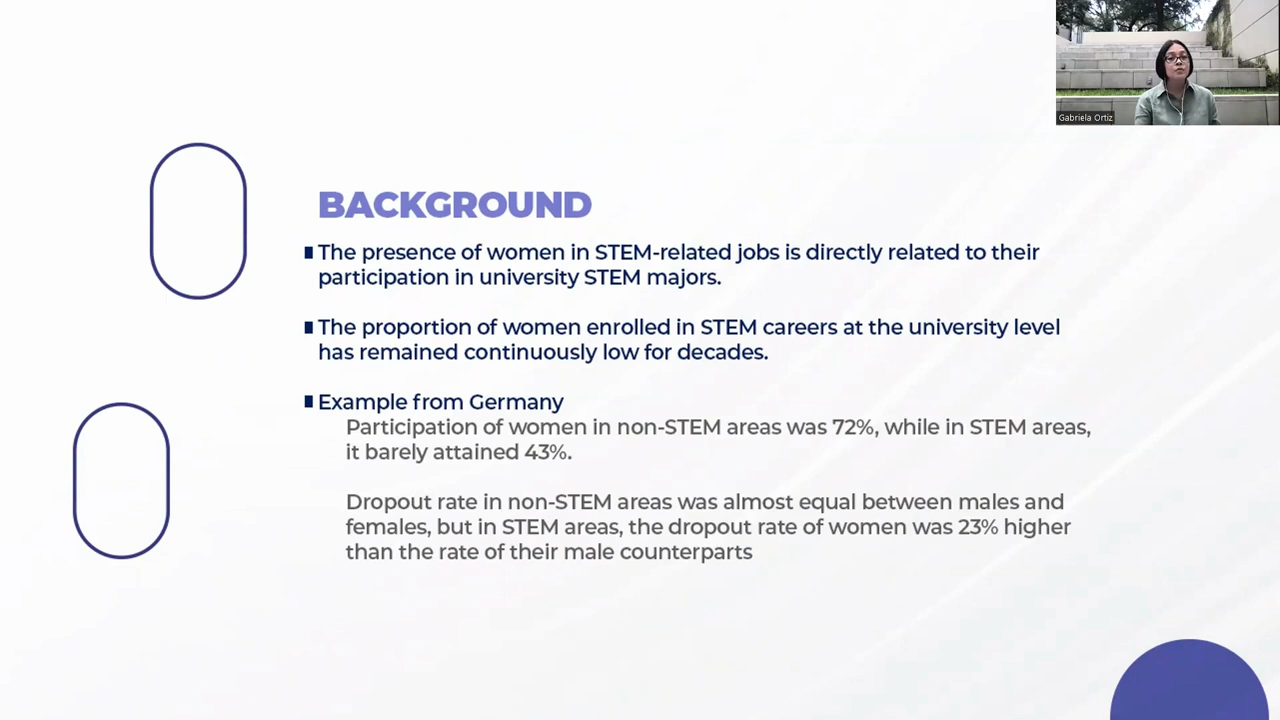 Gabriela Ortiz
BACKGROUND
The presence of women in STEM-related jobs is directly related to their
participation in university STEM majors.
The proportion of women enrolled in STEM careers at the university level
has remained continuously low for decades.
Example from Germany
Participation of women in non-STEM areas was 72%, while in STEM areas,
it barely attained 43%.
Dropout rate in non-STEM areas was almost equal between males and
females, but in STEM areas, the dropout rate of women was 23% higher
than the rate of their male counterparts